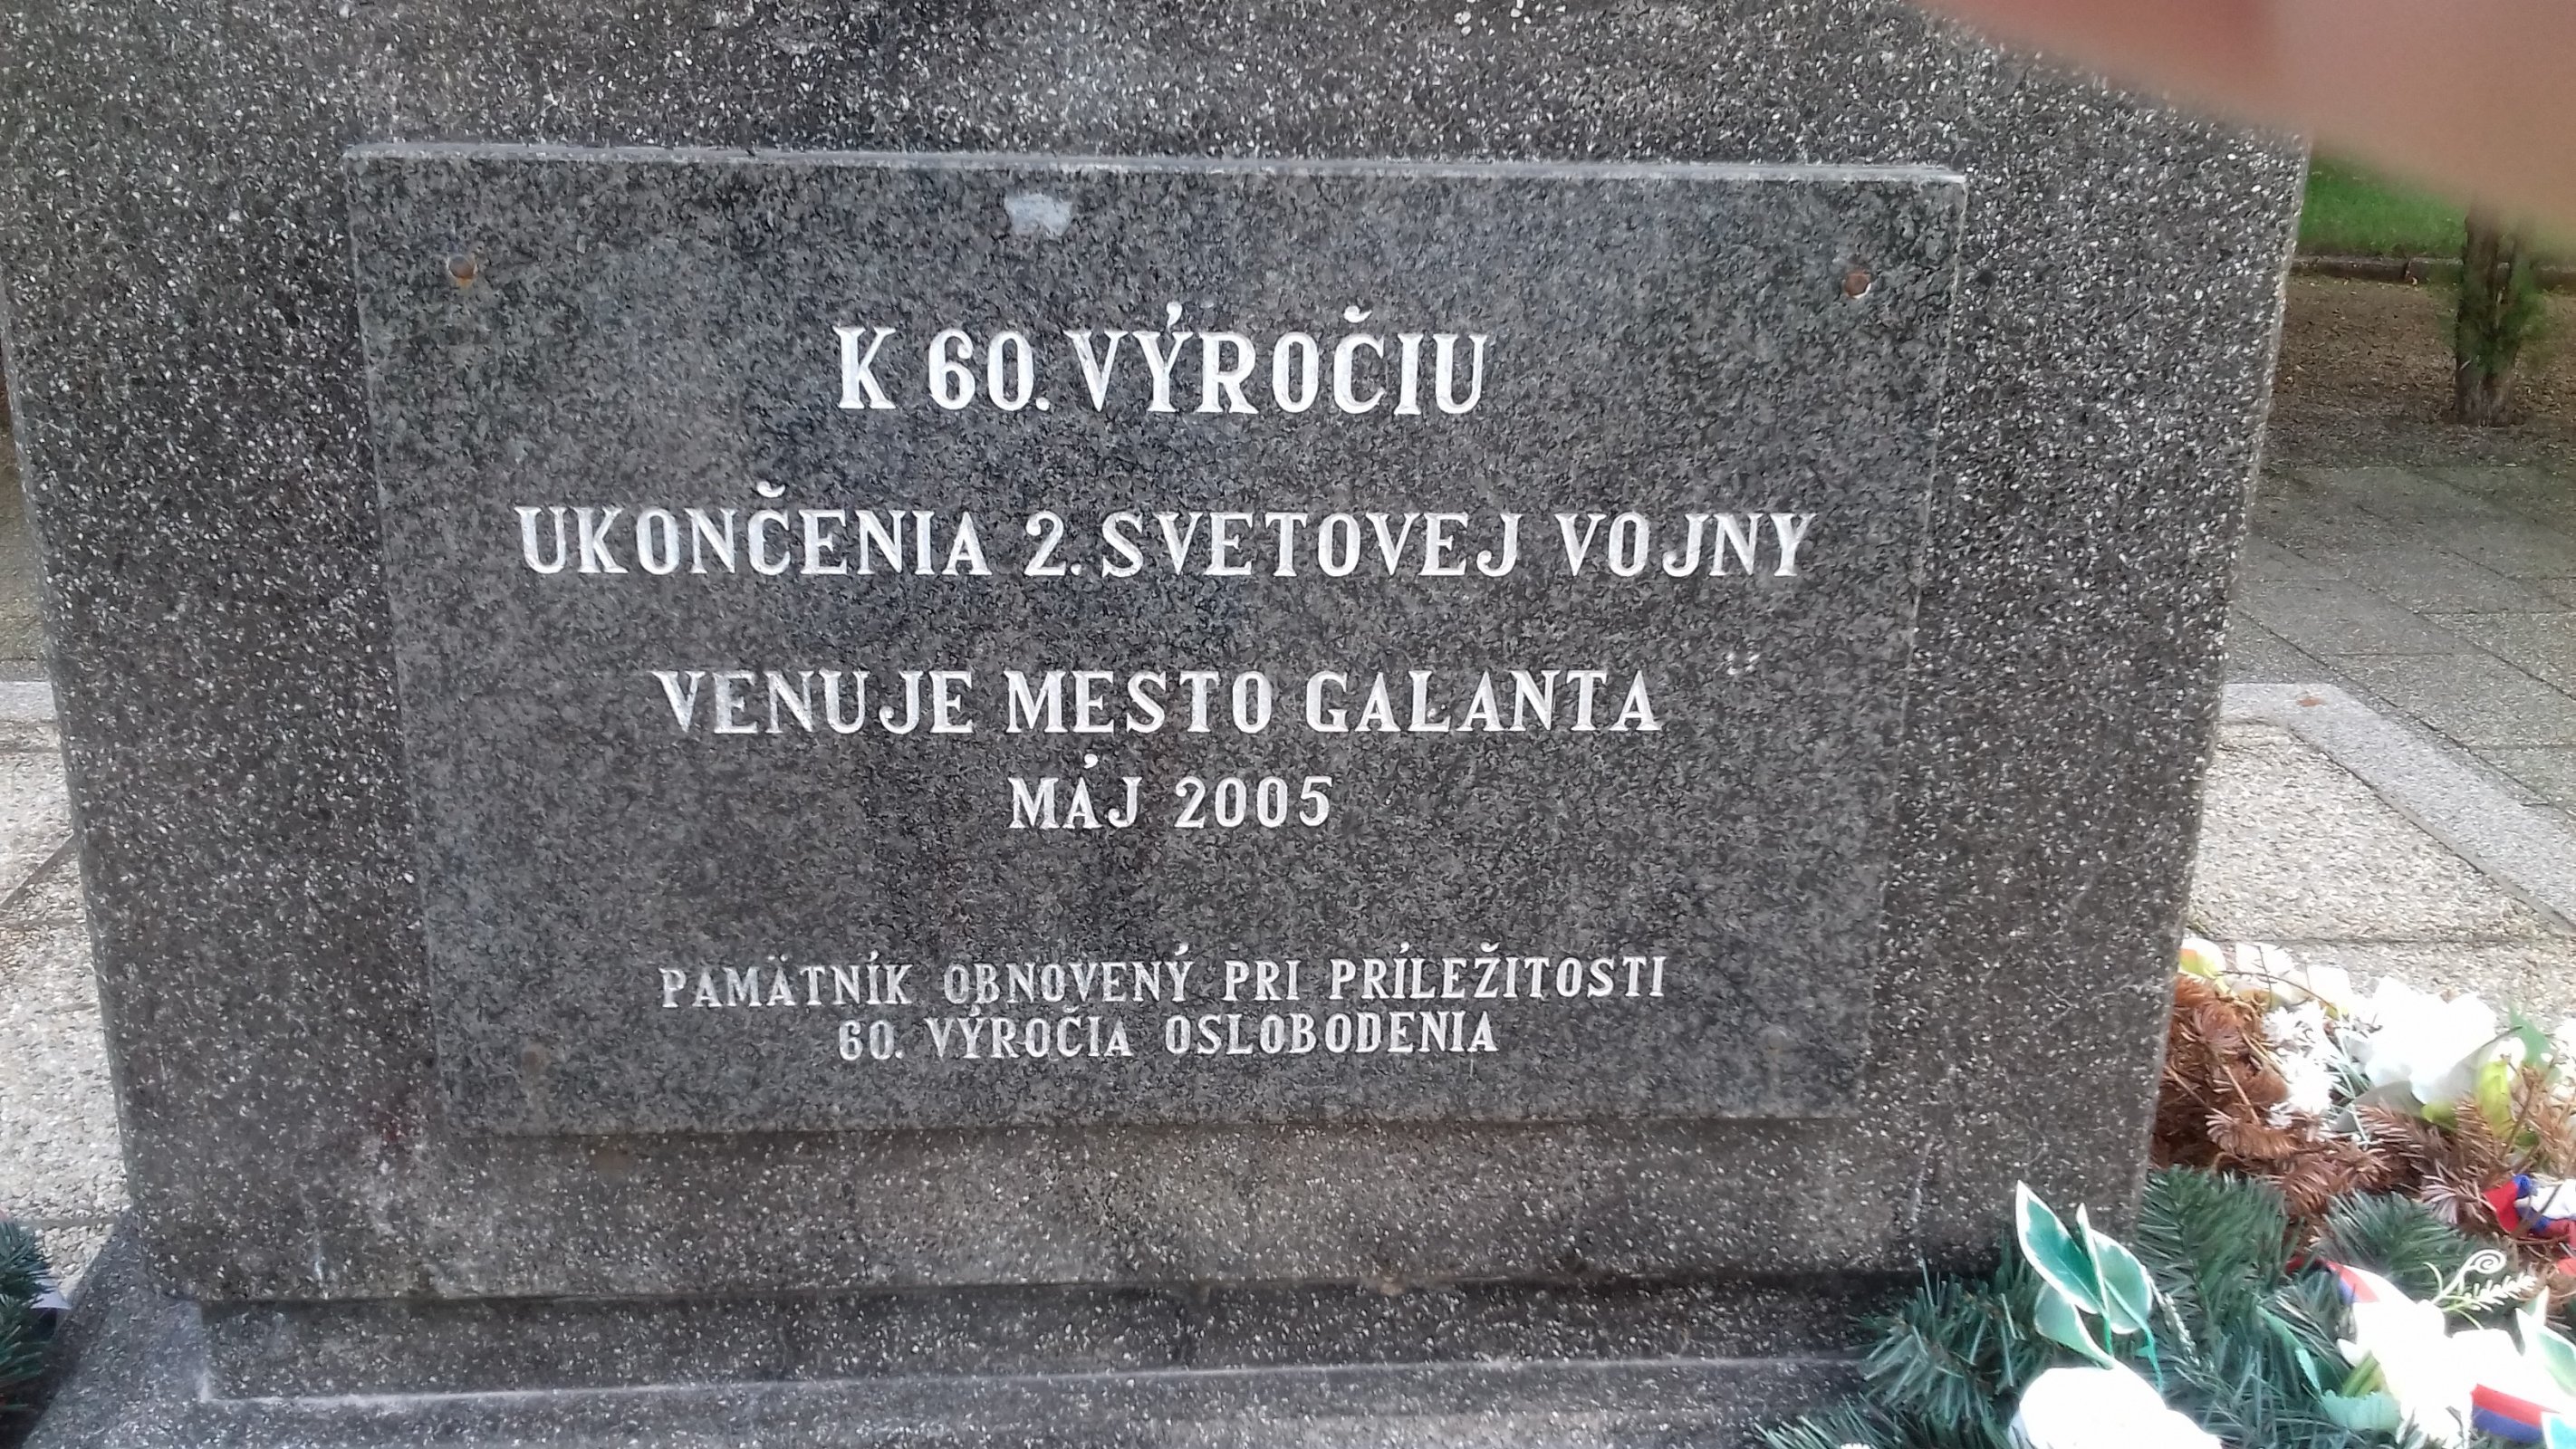 K 60. VÝROČIU
UKONČENIA 2. SVETOVEJ VOJNY
VENUJE MESTO GALANTA
MÁJ 2005
PAMÄTNÍK OBNOVENÝ PRI PRÍLEŽITOSTI
60. VÝROČIA OSLOBODENIA